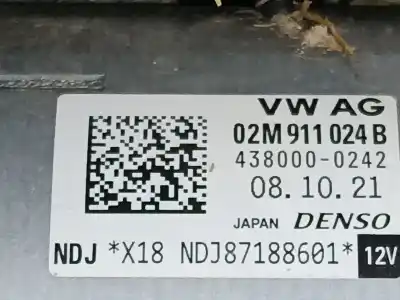 VW AG
02M 911 024 B
438000-0242
08.10.21
JAPAN DENSO
NDJ *X18 NDJ87188601* 12V